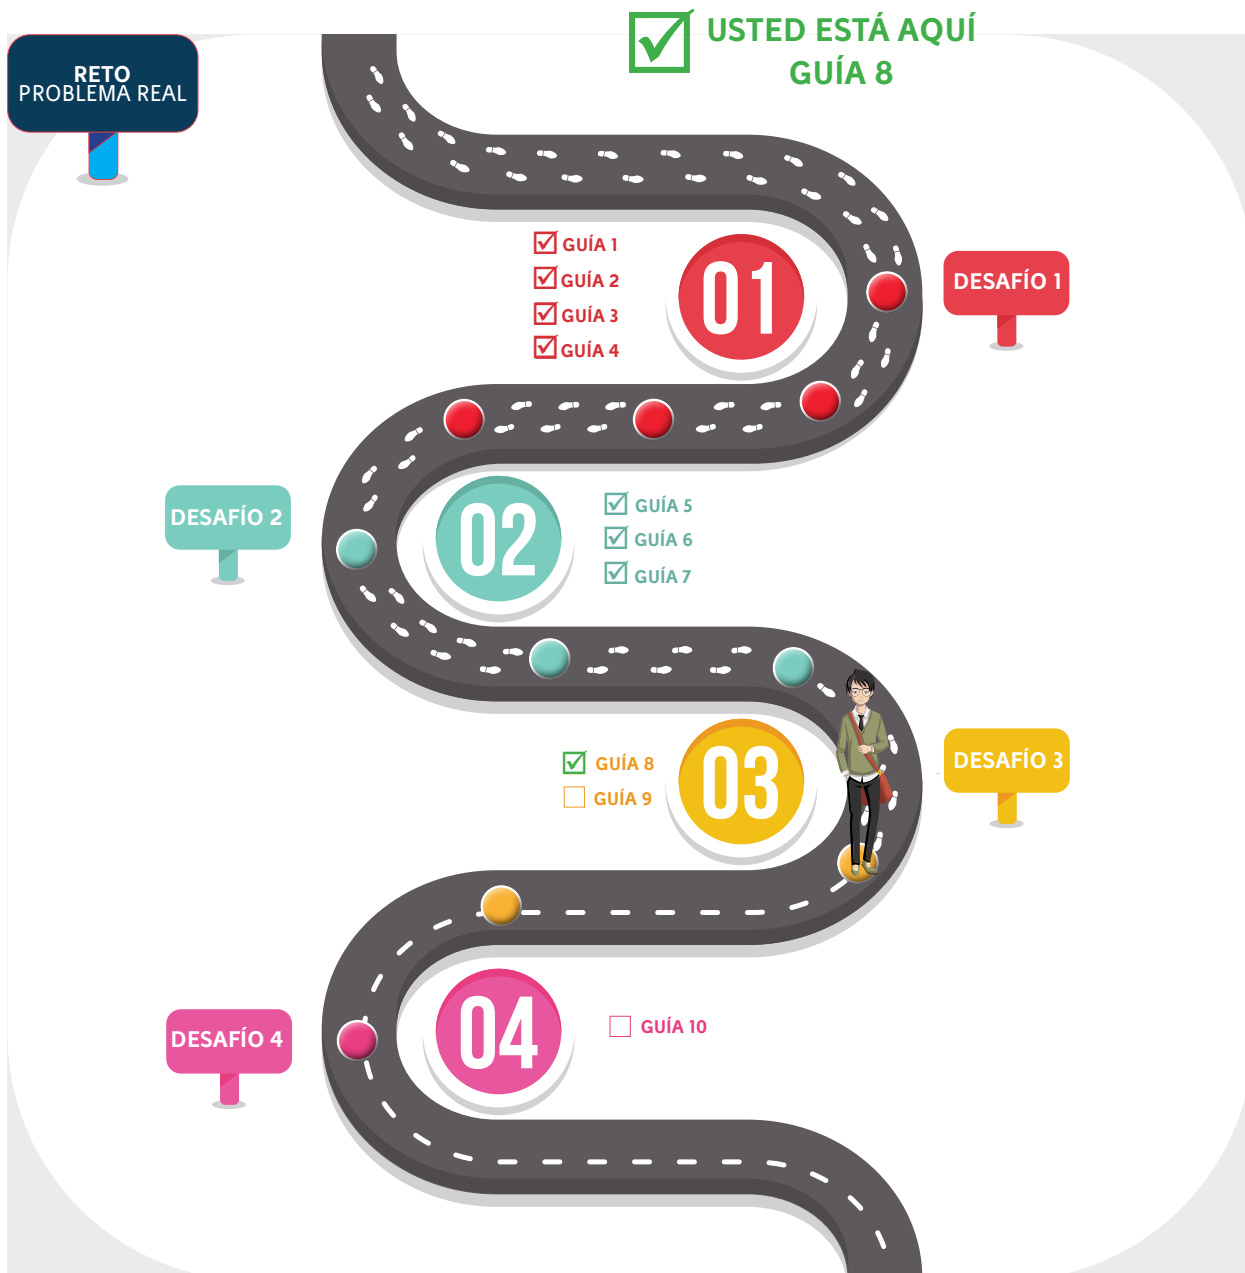 USTED ESTÁ AQUÍ
GUÍA 8
RETO
PROBLEMA REAL
GUÍA 1
GUÍA 2
GUÍA 3
GUÍA 4
01
DESAFÍO 1
DESAFÍO 2
02
GUÍA 5
GUÍA 6
GUÍA 7
GUÍA 8
GUÍA 9
03
DESAFÍO 3
DESAFÍO 4
04
GUÍA 10